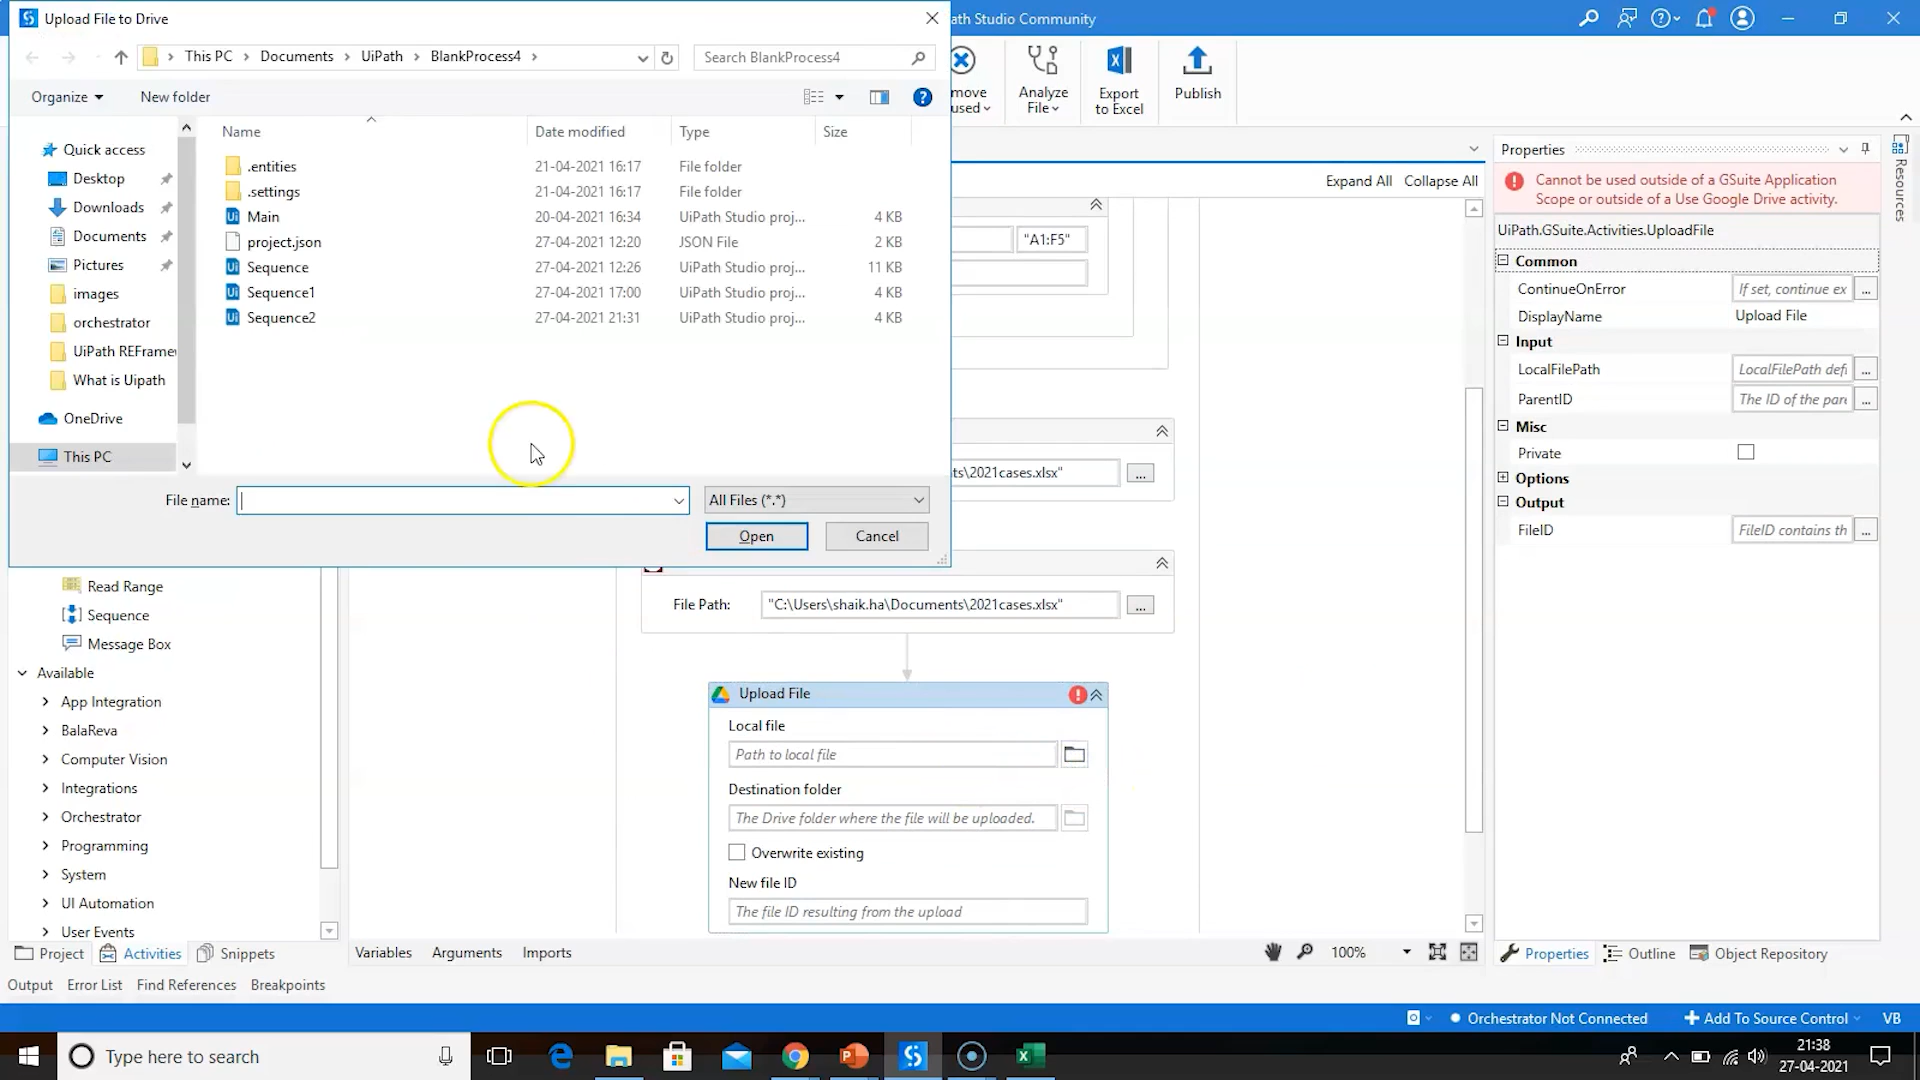 Upload File to Drive
ath Studio Community
This PC
Documents
UiPath
BlankProcess4
Search BlankProcess4
Organize
New folder
move
used
Analyze
File
Export
to Excel
Publish
Name
Date modified
Type
Size
Quick access
Desktop
Downloads
Documents
Pictures
images
orchestrator
UiPath REFramew
What is Uipath
OneDrive
This PC
.entities 21-04-2021 16:17 File folder
.settings 21-04-2021 16:17 File folder
Main 20-04-2021 16:34 UiPath Studio proj... 4 KB
project.json 27-04-2021 12:20 JSON File 2 KB
Sequence 27-04-2021 12:26 UiPath Studio proj... 11 KB
Sequence1 27-04-2021 17:00 UiPath Studio proj... 4 KB
Sequence2 27-04-2021 21:31 UiPath Studio proj... 4 KB
File name:
All Files (*.*)
Open
Cancel
Expand All
Collapse All
"A1:F5"
ts\2021cases.xlsx"
...
File Path:
"C:\Users\shaik.ha\Documents\2021cases.xlsx"
...
Upload File
Local file
Path to local file
Destination folder
The Drive folder where the file will be uploaded.
Overwrite existing
New file ID
The file ID resulting from the upload
Properties
Cannot be used outside of a GSuite Application
Scope or outside of a Use Google Drive activity.
UiPath.GSuite.Activities.UploadFile
Common
ContinueOnError If set, continue ex ...
DisplayName Upload File
Input
LocalFilePath LocalFilePath defi ...
ParentID The ID of the pare ...
Misc
Private
Options
Output
FileID FileID contains th ...
Resources
Read Range
Sequence
Message Box
Available
App Integration
BalaReva
Computer Vision
Integrations
Orchestrator
Programming
System
UI Automation
User Events
Project
Activities
Snippets
Variables
Arguments
Imports
100%
Properties
Outline
Object Repository
Output
Error List
Find References
Breakpoints
Orchestrator Not Connected
Add To Source Control
VB
Type here to search
21:38
27-04-2021